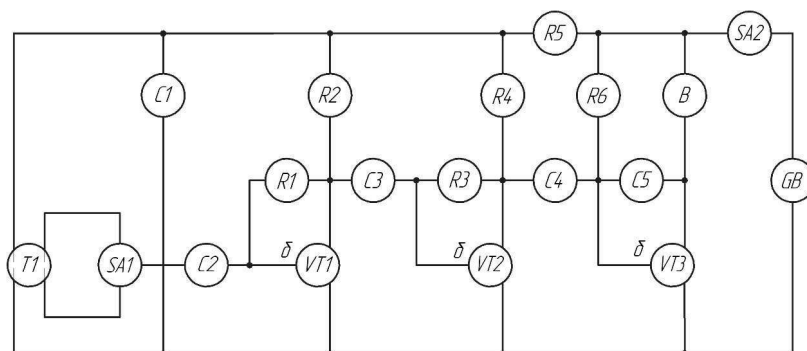 R5 SA2
C1 R2 R4 R6 B
R1 C3 R3 C4 C5 GB
T1 SA1 C2 б VT1 б VT2 б VT3